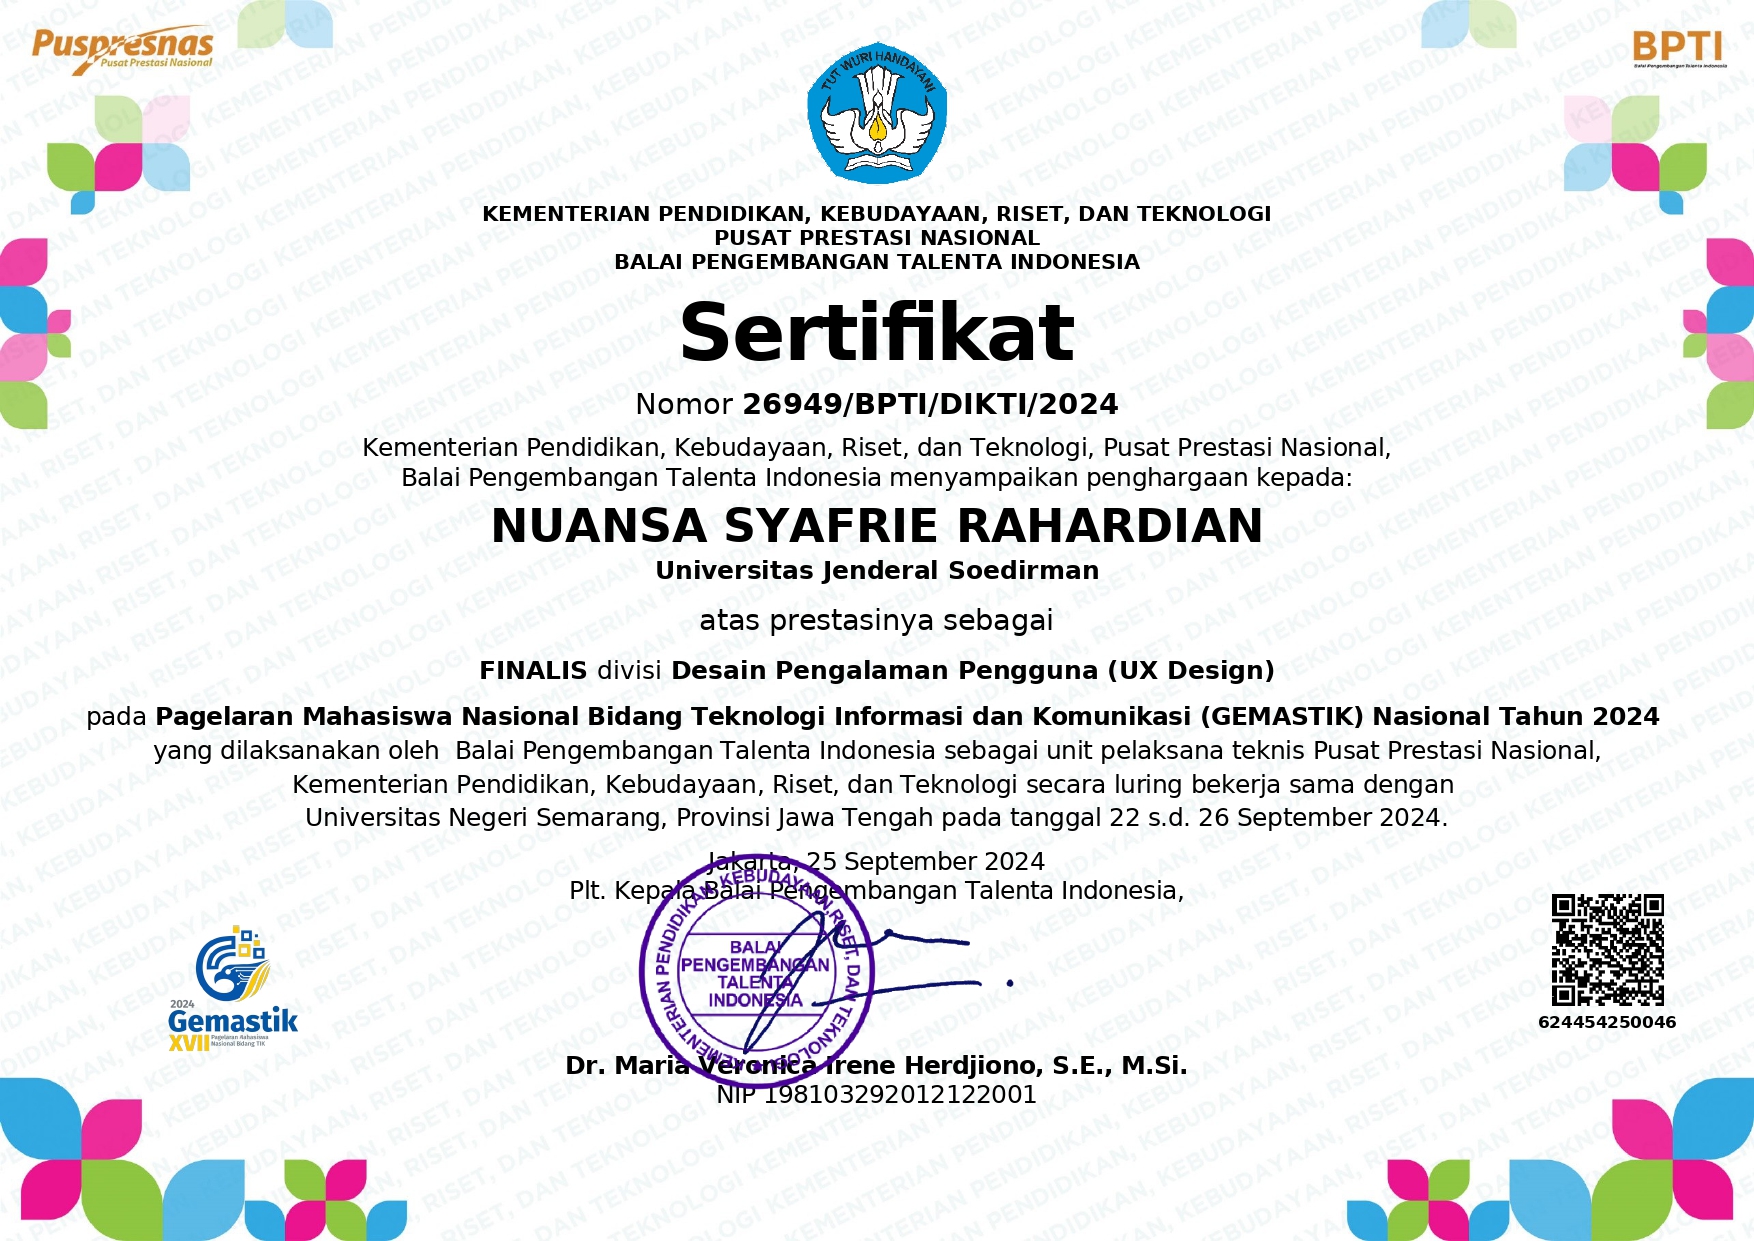 Puspresnas
Pusat Prestasi Nasional
BPTI
Balai Pengembangan Talenta Indonesia
TUT WURI HANDAYANI
KEMENTERIAN PENDIDIKAN, KEBUDAYAAN, RISET, DAN TEKNOLOGI
PUSAT PRESTASI NASIONAL
BALAI PENGEMBANGAN TALENTA INDONESIA
Sertifikat
Nomor 26949/BPTI/DIKTI/2024
Kementerian Pendidikan, Kebudayaan, Riset, dan Teknologi, Pusat Prestasi Nasional,
Balai Pengembangan Talenta Indonesia menyampaikan penghargaan kepada:
NUANSA SYAFRIE RAHARDIAN
Universitas Jenderal Soedirman
atas prestasinya sebagai
FINALIS divisi Desain Pengalaman Pengguna (UX Design)
pada Pagelaran Mahasiswa Nasional Bidang Teknologi Informasi dan Komunikasi (GEMASTIK) Nasional Tahun 2024
yang dilaksanakan oleh Balai Pengembangan Talenta Indonesia sebagai unit pelaksana teknis Pusat Prestasi Nasional,
Kementerian Pendidikan, Kebudayaan, Riset, dan Teknologi secara luring bekerja sama dengan
Universitas Negeri Semarang, Provinsi Jawa Tengah pada tanggal 22 s.d. 26 September 2024.
Jakarta, 25 September 2024
Plt. Kepala Balai Pengembangan Talenta Indonesia,
KEMENTERIAN PENDIDIKAN, KEBUDAYAAN, RISET, DAN TEKNOLOGI
BALAI
PENGEMBANGAN
TALENTA
INDONESIA
2024
Gemastik
XVII Pagelaran Mahasiswa
Nasional Bidang TIK
624454250046
Dr. Maria Veronica Irene Herdjiono, S.E., M.Si.
NIP 198103292012122001